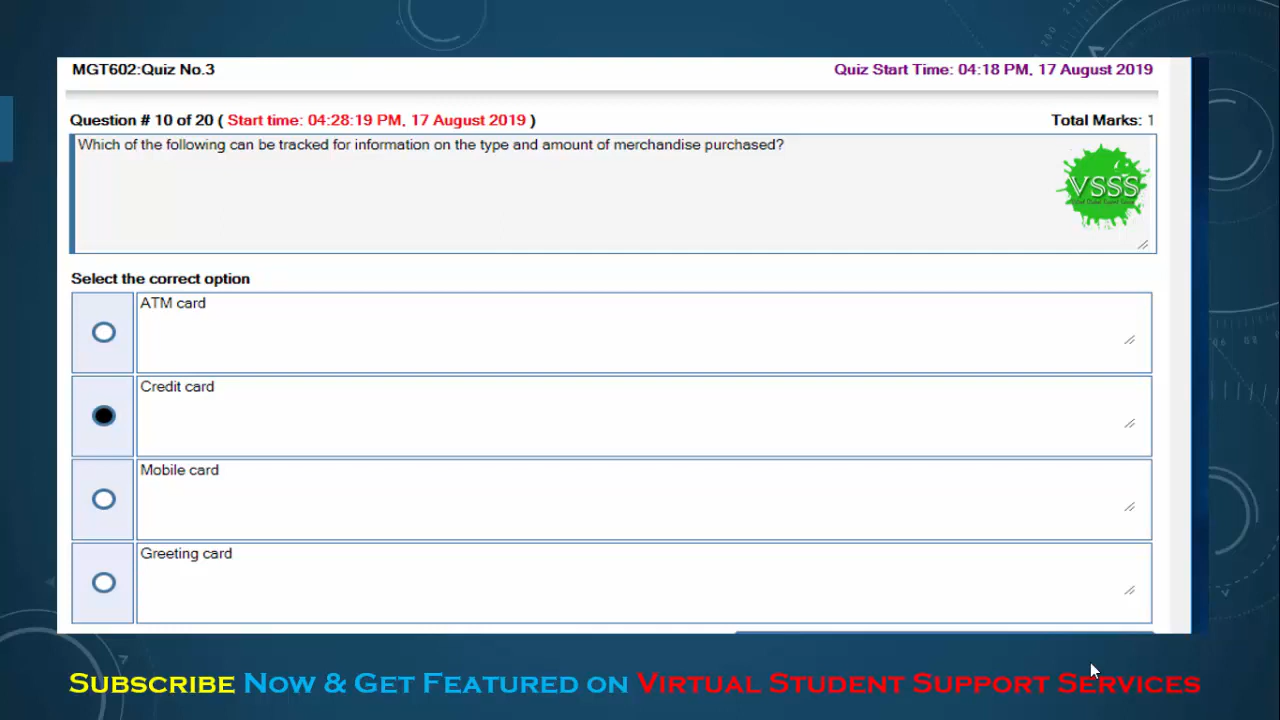 MGT602:Quiz No.3
Quiz Start Time: 04:18 PM, 17 August 2019
Question # 10 of 20 ( Start time: 04:28:19 PM, 17 August 2019 )
Total Marks: 1
Which of the following can be tracked for information on the type and amount of merchandise purchased?
VSSS
Select the correct option
ATM card
Credit card
Mobile card
Greeting card
SUBSCRIBE NOW & GET FEATURED ON VIRTUAL STUDENT SUPPORT SERVICES